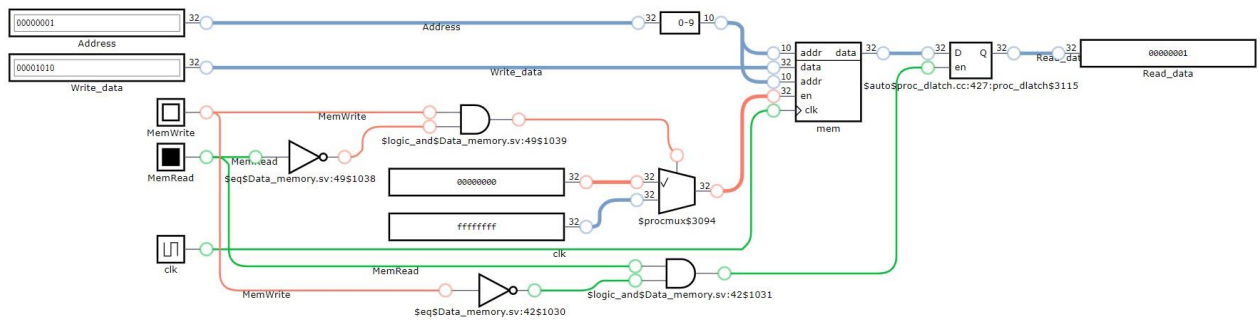 00000001 32 Address 32 0-9 10
Address
00001010 32 Write_data 32
Write_data
10 addr data 32
32 data
10 addr
32 en
clk
mem
32 D Q 32
en
$auto$proc_dlatch.cc:427:proc_dlatch$3115
Read_data 32 00000001
Read_data
MemWrite
MemWrite
$logic_and$Data_memory.sv:49$1039
MemRead
MemRead
$eq$Data_memory.sv:49$1038
00000000 32 32
ffffffff 32 32
32
$procmux$3094
clk
clk
MemRead
MemWrite
$logic_and$Data_memory.sv:42$1031
$eq$Data_memory.sv:42$1030